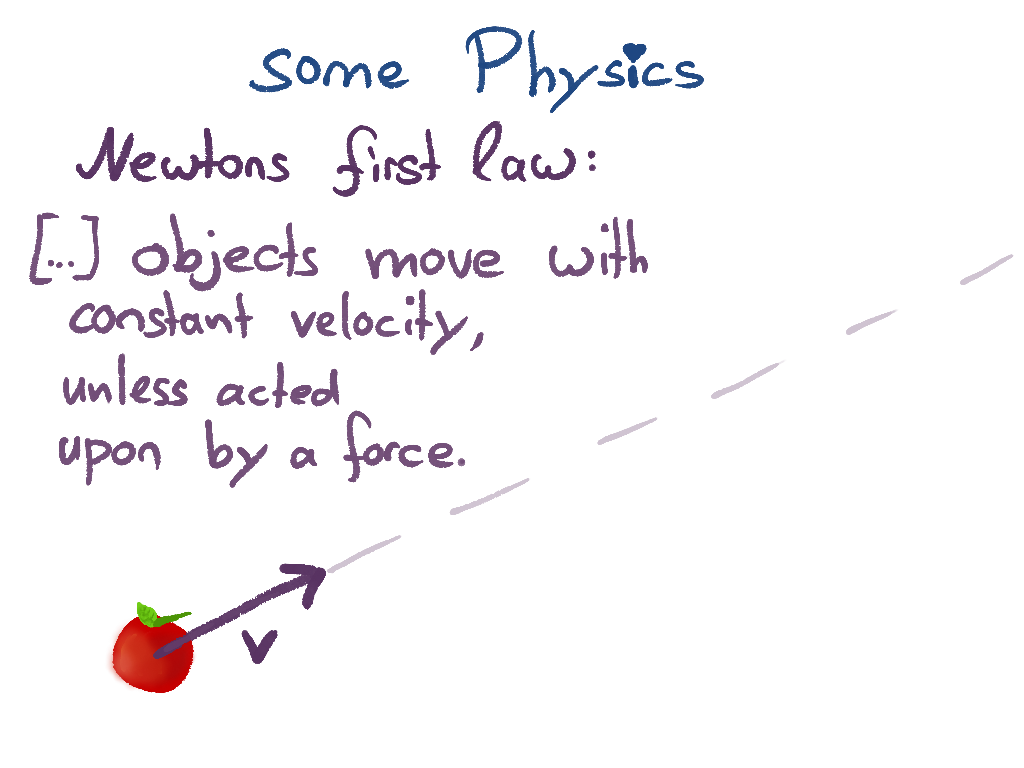 some Physics
Newtons first law:
[...] objects move with
constant velocity,
unless acted
upon by a force.
v